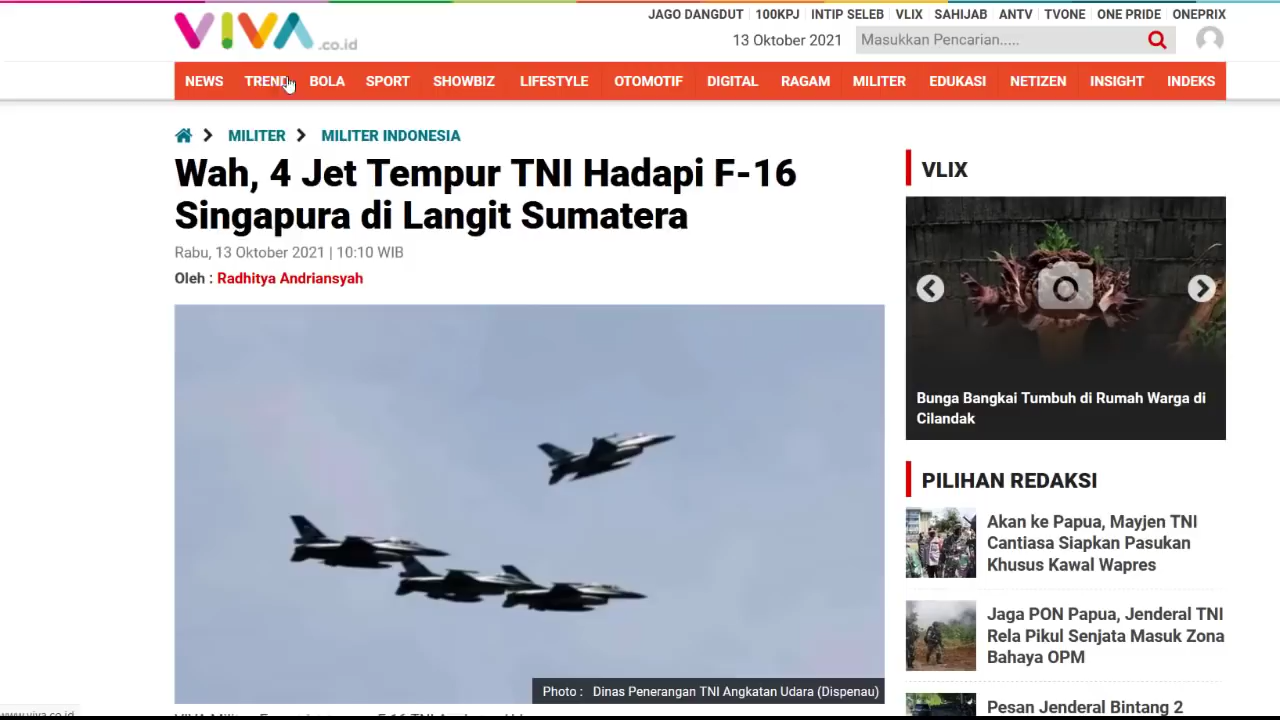 JAGO DANGDUT 100KPJ INTIP SELEB VLIX SAHIJAB ANTV TVONE ONE PRIDE ONEPRIX
VIVA.co.id
13 Oktober 2021
Masukkan Pencarian.....
NEWS TREND BOLA SPORT SHOWBIZ LIFESTYLE OTOMOTIF DIGITAL RAGAM MILITER EDUKASI NETIZEN INSIGHT INDEKS
MILITER MILITER INDONESIA
Wah, 4 Jet Tempur TNI Hadapi F-16
Singapura di Langit Sumatera
Rabu, 13 Oktober 2021 | 10:10 WIB
Oleh : Radhitya Andriansyah
Photo : Dinas Penerangan TNI Angkatan Udara (Dispenau)
VLIX
Bunga Bangkai Tumbuh di Rumah Warga di
Cilandak
PILIHAN REDAKSI
Akan ke Papua, Mayjen TNI
Cantiasa Siapkan Pasukan
Khusus Kawal Wapres
Jaga PON Papua, Jenderal TNI
Rela Pikul Senjata Masuk Zona
Bahaya OPM
Pesan Jenderal Bintang 2
www.viva.co.id